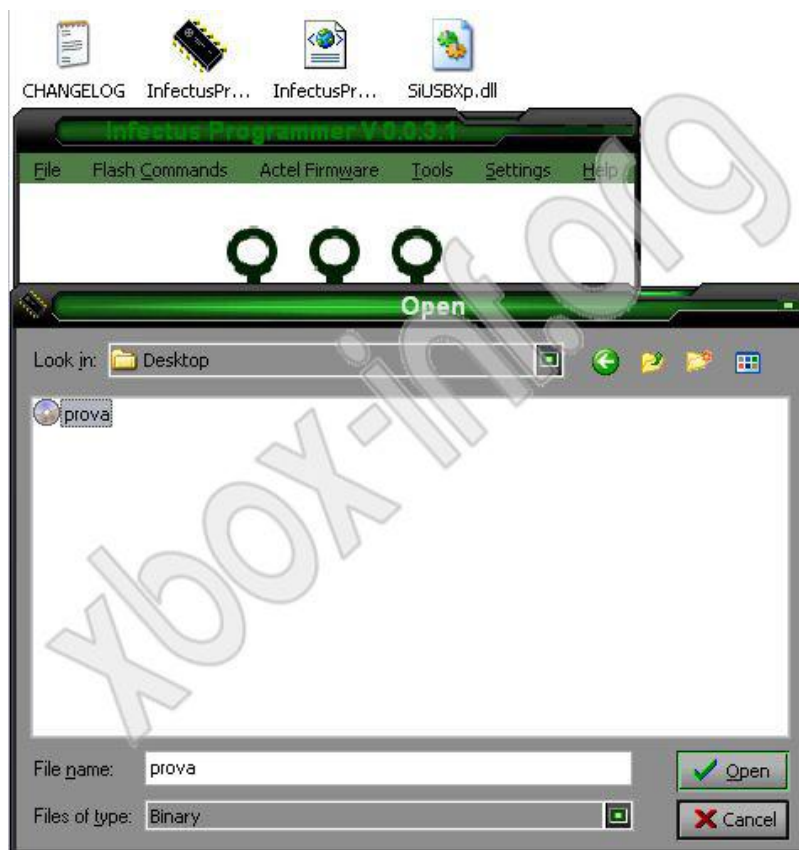 CHANGELOG InfectusPr... InfectusPr... SiUSBXp.dll
Infectus Programmer V 0.0.3.1
File Flash Commands Actel Firmware Tools Settings Help
Open
Look in: Desktop
prova
File name: prova Open
Files of type: Binary Cancel
xbox-inf.org